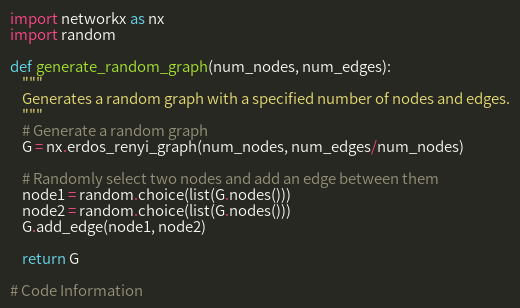 import networkx as nx
import random

def generate_random_graph(num_nodes, num_edges):
    """
    Generates a random graph with a specified number of nodes and edges.
    """
    # Generate a random graph
    G = nx.erdos_renyi_graph(num_nodes, num_edges/num_nodes)

    # Randomly select two nodes and add an edge between them
    node1 = random.choice(list(G.nodes()))
    node2 = random.choice(list(G.nodes()))
    G.add_edge(node1, node2)

    return G

# Code Information